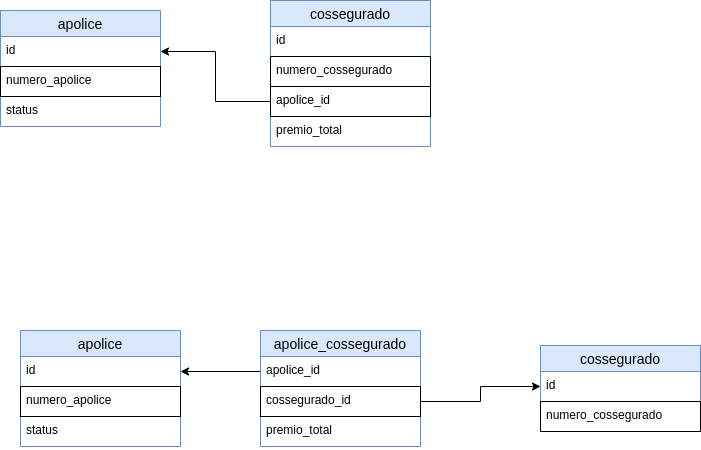 apolice
id
numero_apolice
status
cossegurado
id
numero_cossegurado
apolice_id
premio_total
apolice
id
numero_apolice
status
apolice_cossegurado
apolice_id
cossegurado_id
premio_total
cossegurado
id
numero_cossegurado